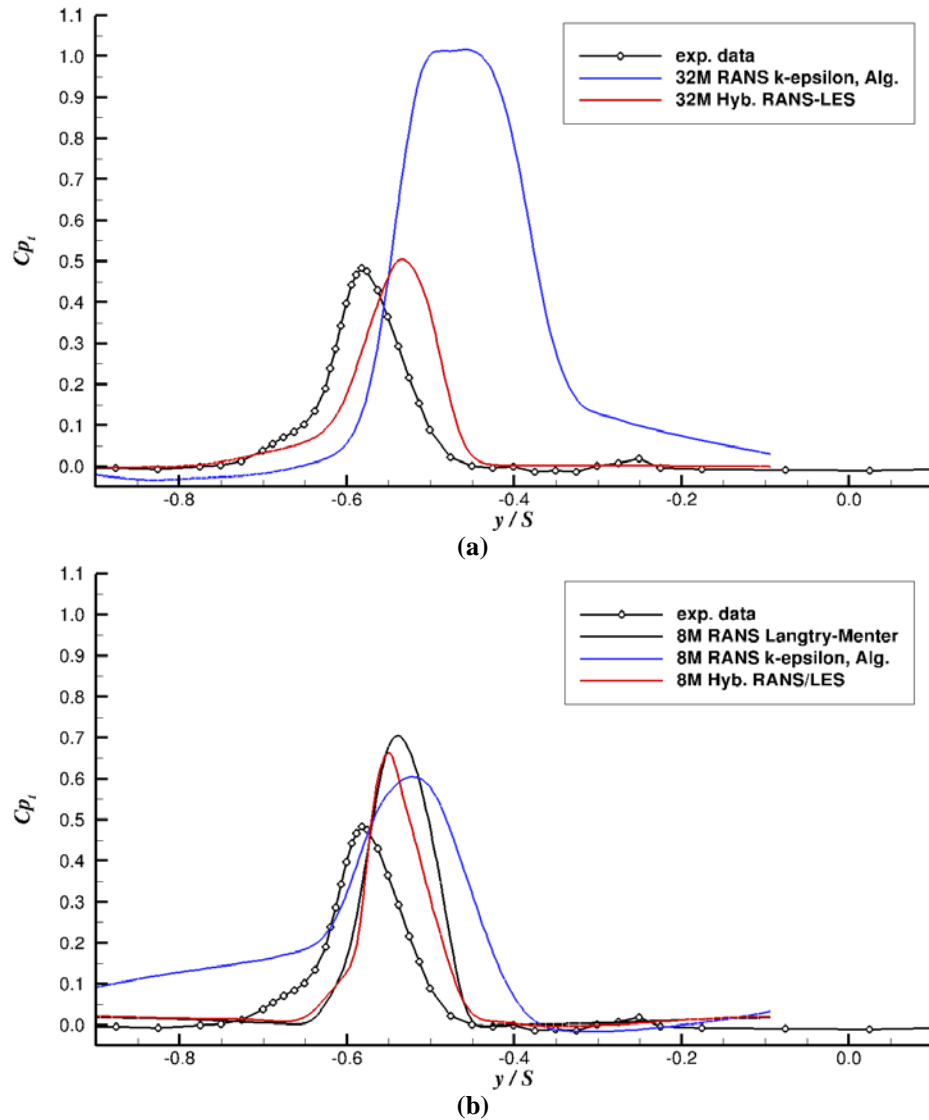 1.1
1.0
0.9
0.8
0.7
0.6
0.5
0.4
0.3
0.2
0.1
0.0
Cpt
exp. data
32M RANS k-epsilon, Alg.
32M Hyb. RANS-LES
-0.8 -0.6 -0.4 -0.2 0.0
y / S
(a)
1.1
1.0
0.9
0.8
0.7
0.6
0.5
0.4
0.3
0.2
0.1
0.0
Cpt
exp. data
8M RANS Langtry-Menter
8M RANS k-epsilon, Alg.
8M Hyb. RANS/LES
-0.8 -0.6 -0.4 -0.2 0.0
y / S
(b)